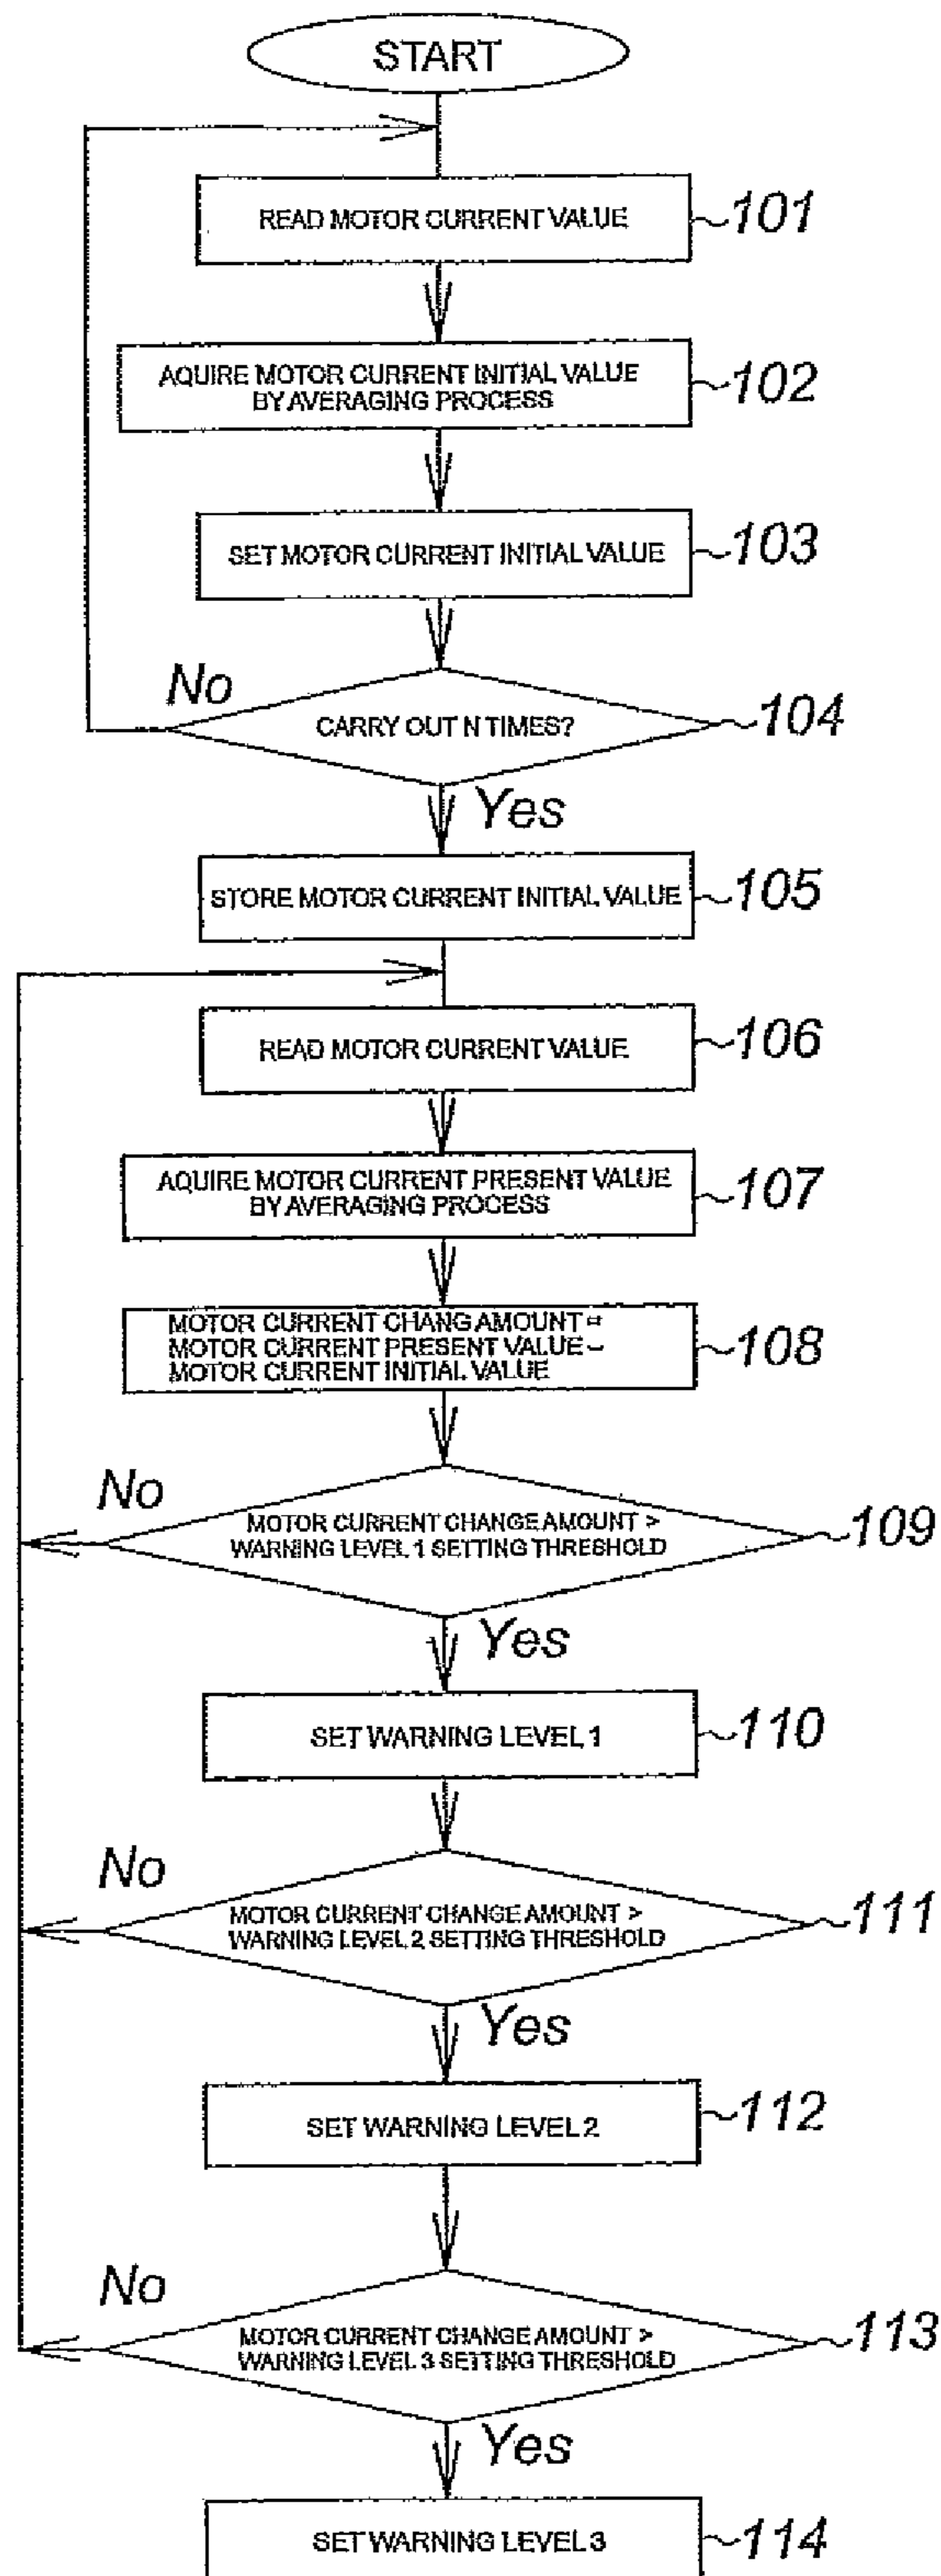 START
READ MOTOR CURRENT VALUE
101
AQUIRE MOTOR CURRENT INITIAL VALUE
BY AVERAGING PROCESS
102
SET MOTOR CURRENT INITIAL VALUE
103
No
CARRY OUT N TIMES?
104
Yes
STORE MOTOR CURRENT INITIAL VALUE
105
READ MOTOR CURRENT VALUE
106
AQUIRE MOTOR CURRENT PRESENT VALUE
BY AVERAGING PROCESS
107
MOTOR CURRENT CHANG AMOUNT =
MOTOR CURRENT PRESENT VALUE -
MOTOR CURRENT INITIAL VALUE
108
No
MOTOR CURRENT CHANGE AMOUNT >
WARNING LEVEL 1 SETTING THRESHOLD
109
Yes
SET WARNING LEVEL 1
110
No
MOTOR CURRENT CHANGE AMOUNT >
WARNING LEVEL 2 SETTING THRESHOLD
111
Yes
SET WARNING LEVEL 2
112
No
MOTOR CURRENT CHANGE AMOUNT >
WARNING LEVEL 3 SETTING THRESHOLD
113
Yes
SET WARNING LEVEL 3
114